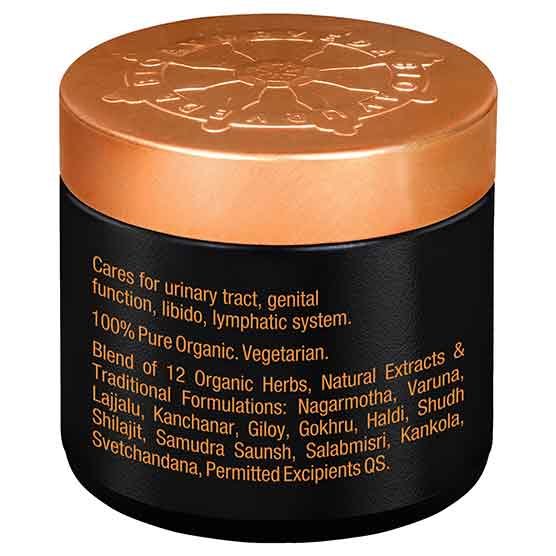 BIOAYURVEDA
BIOAYURVEDA
Cares for urinary tract, genital
function, libido, lymphatic system.
100% Pure Organic. Vegetarian.
Blend of 12 Organic Herbs, Natural Extracts &
Traditional Formulations: Nagarmotha, Varuna,
Lajjalu, Kanchanar, Giloy, Gokhru, Haldi, Shudh
Shilajit, Samudra Saunsh, Salabmisri, Kankola,
Svetchandana, Permitted Excipients QS.